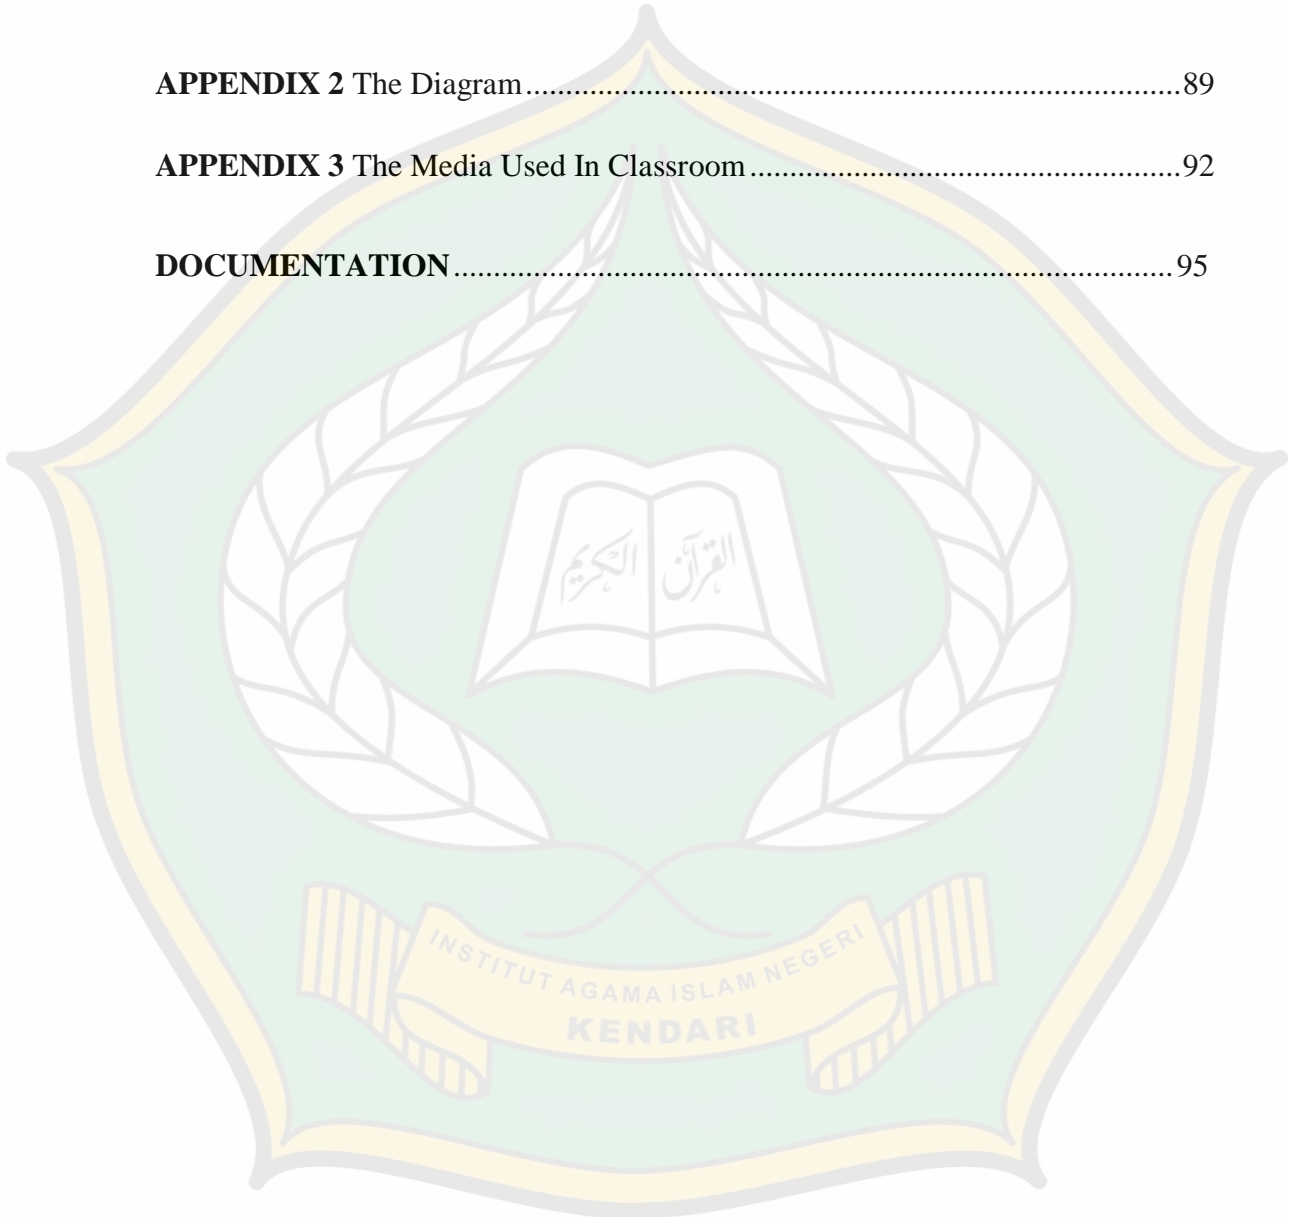 APPENDIX 2 The Diagram....................................................................................89
APPENDIX 3 The Media Used In Classroom.......................................................92
DOCUMENTATION............................................................................................95
القرآن الكريم
INSTITUT AGAMA ISLAM NEGERI
KENDARI